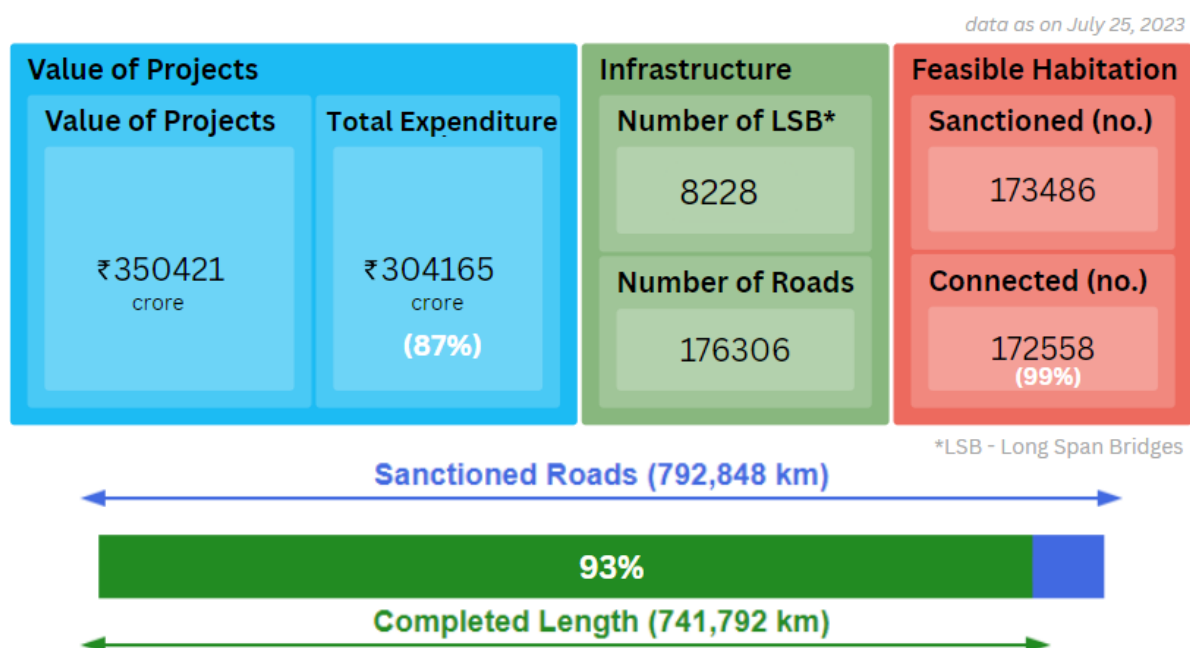 data as on July 25, 2023
Value of Projects
Value of Projects
₹350421
crore
Total Expenditure
₹304165
crore
(87%)
Infrastructure
Number of LSB*
8228
Number of Roads
176306
Feasible Habitation
Sanctioned (no.)
173486
Connected (no.)
172558
(99%)
*LSB - Long Span Bridges
Sanctioned Roads (792,848 km)
93%
Completed Length (741,792 km)